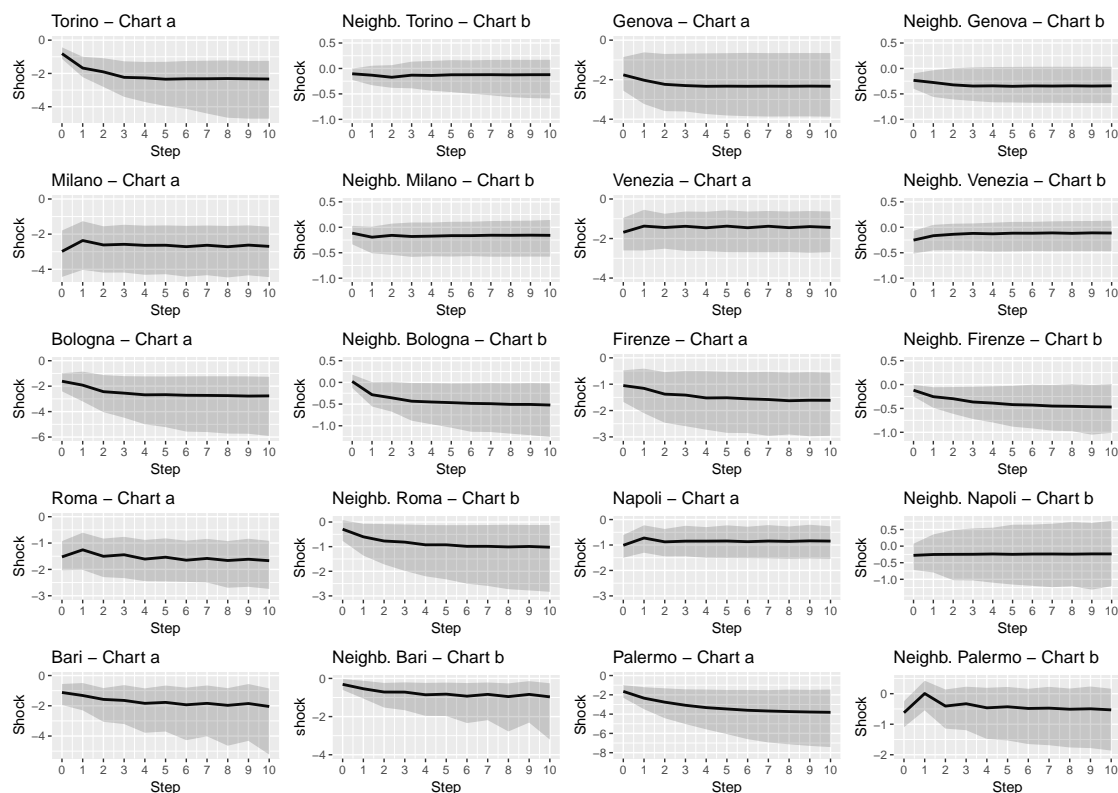 Torino – Chart a
0
−2
−4
Shock
0 1 2 3 4 5 6 7 8 9 10
Step
Neighb. Torino – Chart b
0.5
0.0
−0.5
−1.0
Shock
0 1 2 3 4 5 6 7 8 9 10
Step
Genova – Chart a
0
−2
−4
Shock
0 1 2 3 4 5 6 7 8 9 10
Step
Neighb. Genova – Chart b
0.5
0.0
−0.5
−1.0
Shock
0 1 2 3 4 5 6 7 8 9 10
Step
Milano – Chart a
0
−2
−4
Shock
0 1 2 3 4 5 6 7 8 9 10
Step
Neighb. Milano – Chart b
0.5
0.0
−0.5
−1.0
Shock
0 1 2 3 4 5 6 7 8 9 10
Step
Venezia – Chart a
0
−2
−4
Shock
0 1 2 3 4 5 6 7 8 9 10
Step
Neighb. Venezia – Chart b
0.5
0.0
−0.5
−1.0
Shock
0 1 2 3 4 5 6 7 8 9 10
Step
Bologna – Chart a
0
−2
−4
−6
Shock
0 1 2 3 4 5 6 7 8 9 10
Step
Neighb. Bologna – Chart b
0.5
0.0
−0.5
−1.0
Shock
0 1 2 3 4 5 6 7 8 9 10
Step
Firenze – Chart a
0
−1
−2
−3
Shock
0 1 2 3 4 5 6 7 8 9 10
Step
Neighb. Firenze – Chart b
0.5
0.0
−0.5
−1.0
Shock
0 1 2 3 4 5 6 7 8 9 10
Step
Roma – Chart a
0
−1
−2
−3
Shock
0 1 2 3 4 5 6 7 8 9 10
Step
Neighb. Roma – Chart b
0
−1
−2
−3
Shock
0 1 2 3 4 5 6 7 8 9 10
Step
Napoli – Chart a
0
−1
−2
−3
Shock
0 1 2 3 4 5 6 7 8 9 10
Step
Neighb. Napoli – Chart b
0.5
0.0
−0.5
−1.0
Shock
0 1 2 3 4 5 6 7 8 9 10
Step
Bari – Chart a
0
−2
−4
Shock
0 1 2 3 4 5 6 7 8 9 10
Step
Neighb. Bari – Chart b
0
−2
−4
shock
0 1 2 3 4 5 6 7 8 9 10
Step
Palermo – Chart a
0
−2
−4
−6
−8
Shock
0 1 2 3 4 5 6 7 8 9 10
Step
Neighb. Palermo – Chart b
0
−1
−2
Shock
0 1 2 3 4 5 6 7 8 9 10
Step